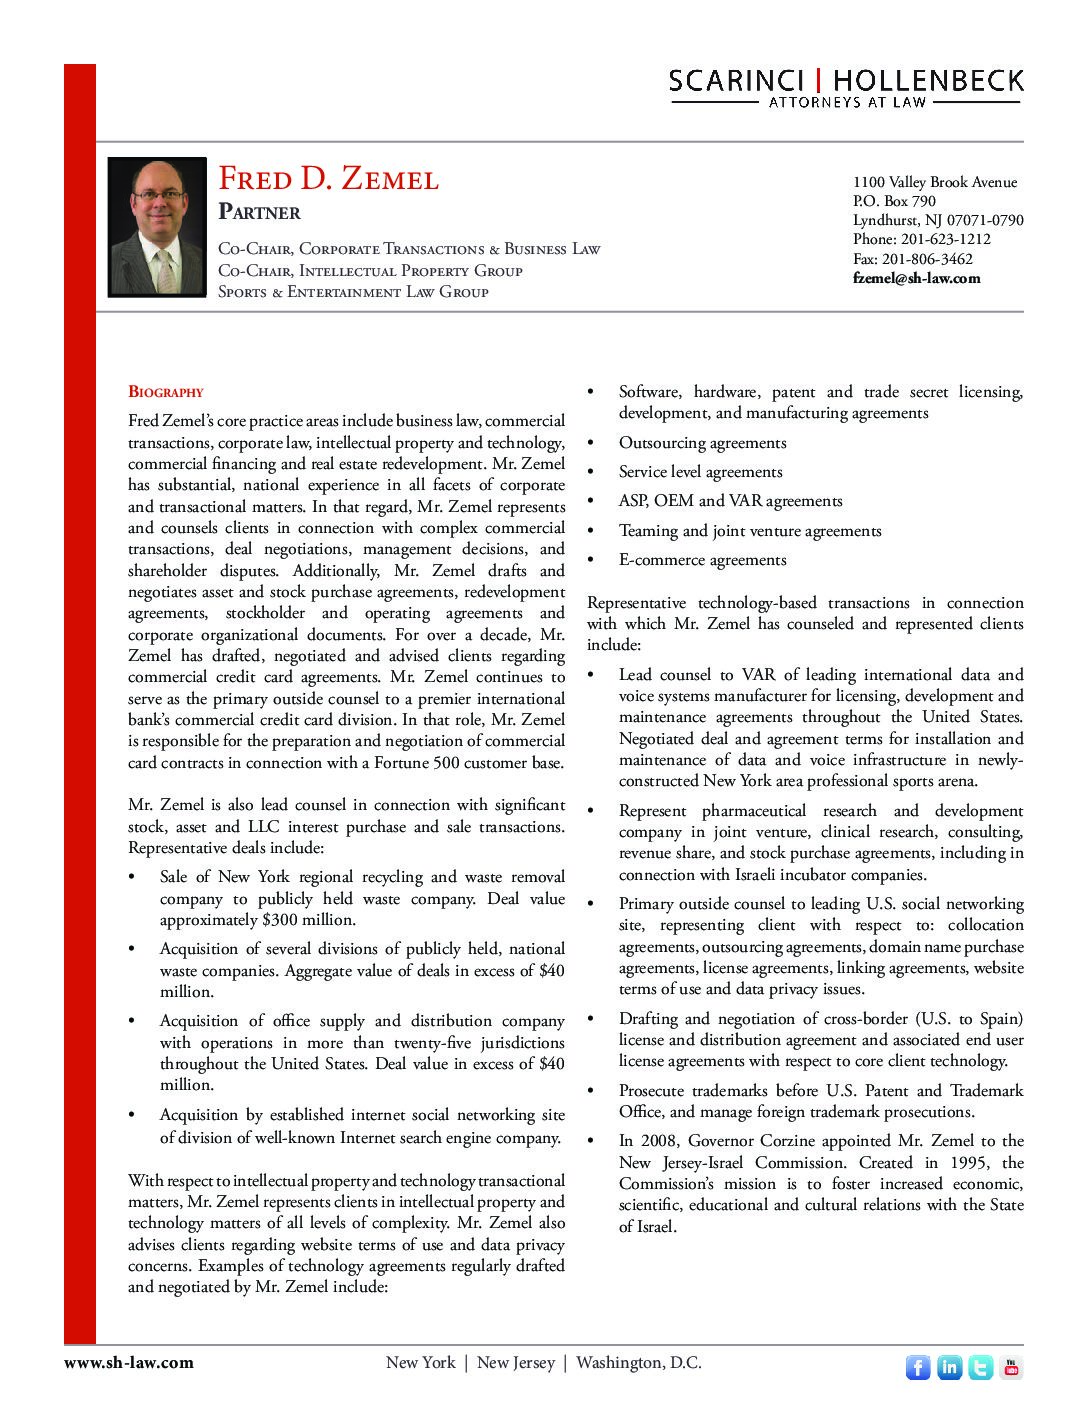 SCARINCI | HOLLENBECK
ATTORNEYS AT LAW
Fred D. Zemel
Partner
Co-Chair, Corporate Transactions & Business Law
Co-Chair, Intellectual Property Group
Sports & Entertainment Law Group
1100 Valley Brook Avenue
P.O. Box 790
Lyndhurst, NJ 07071-0790
Phone: 201-623-1212
Fax: 201-806-3462
fzemel@sh-law.com
Biography
Fred Zemel's core practice areas include business law, commercial
transactions, corporate law, intellectual property and technology,
commercial financing and real estate redevelopment. Mr. Zemel
has substantial, national experience in all facets of corporate
and transactional matters. In that regard, Mr. Zemel represents
and counsels clients in connection with complex commercial
transactions, deal negotiations, management decisions, and
shareholder disputes. Additionally, Mr. Zemel drafts and
negotiates asset and stock purchase agreements, redevelopment
agreements, stockholder and operating agreements and
corporate organizational documents. For over a decade, Mr.
Zemel has drafted, negotiated and advised clients regarding
commercial credit card agreements. Mr. Zemel continues to
serve as the primary outside counsel to a premier international
bank's commercial credit card division. In that role, Mr. Zemel
is responsible for the preparation and negotiation of commercial
card contracts in connection with a Fortune 500 customer base.
Mr. Zemel is also lead counsel in connection with significant
stock, asset and LLC interest purchase and sale transactions.
Representative deals include:
• Sale of New York regional recycling and waste removal
company to publicly held waste company. Deal value
approximately $300 million.
• Acquisition of several divisions of publicly held, national
waste companies. Aggregate value of deals in excess of $40
million.
• Acquisition of office supply and distribution company
with operations in more than twenty-five jurisdictions
throughout the United States. Deal value in excess of $40
million.
• Acquisition by established internet social networking site
of division of well-known Internet search engine company.
With respect to intellectual property and technology transactional
matters, Mr. Zemel represents clients in intellectual property and
technology matters of all levels of complexity. Mr. Zemel also
advises clients regarding website terms of use and data privacy
concerns. Examples of technology agreements regularly drafted
and negotiated by Mr. Zemel include:
• Software, hardware, patent and trade secret licensing,
development, and manufacturing agreements
• Outsourcing agreements
• Service level agreements
• ASP, OEM and VAR agreements
• Teaming and joint venture agreements
• E-commerce agreements
Representative technology-based transactions in connection
with which Mr. Zemel has counseled and represented clients
include:
• Lead counsel to VAR of leading international data and
voice systems manufacturer for licensing, development and
maintenance agreements throughout the United States.
Negotiated deal and agreement terms for installation and
maintenance of data and voice infrastructure in newly-
constructed New York area professional sports arena.
• Represent pharmaceutical research and development
company in joint venture, clinical research, consulting,
revenue share, and stock purchase agreements, including in
connection with Israeli incubator companies.
• Primary outside counsel to leading U.S. social networking
site, representing client with respect to: collocation
agreements, outsourcing agreements, domain name purchase
agreements, license agreements, linking agreements, website
terms of use and data privacy issues.
• Drafting and negotiation of cross-border (U.S. to Spain)
license and distribution agreement and associated end user
license agreements with respect to core client technology.
• Prosecute trademarks before U.S. Patent and Trademark
Office, and manage foreign trademark prosecutions.
• In 2008, Governor Corzine appointed Mr. Zemel to the
New Jersey-Israel Commission. Created in 1995, the
Commission's mission is to foster increased economic,
scientific, educational and cultural relations with the State
of Israel.
www.sh-law.com
New York | New Jersey | Washington, D.C.
f in t You Tube